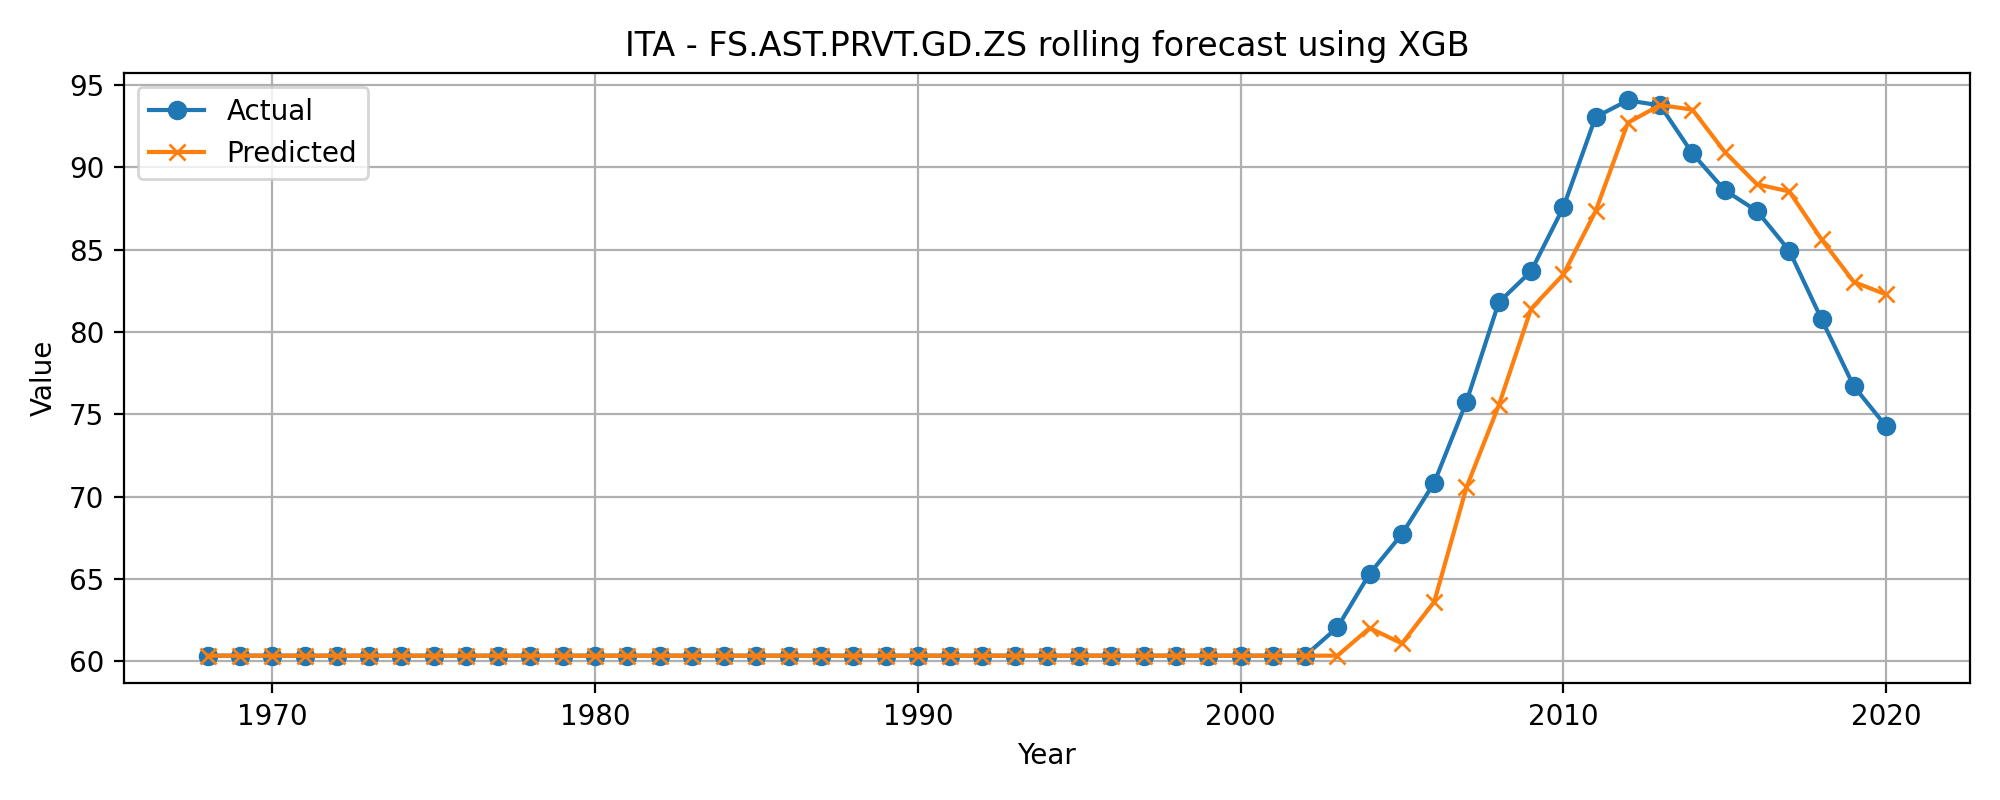 ITA - FS.AST.PRVT.GD.ZS rolling forecast using XGB
Actual
Predicted
95
90
85
80
75
70
65
60
Value
1970 1980 1990 2000 2010 2020
Year